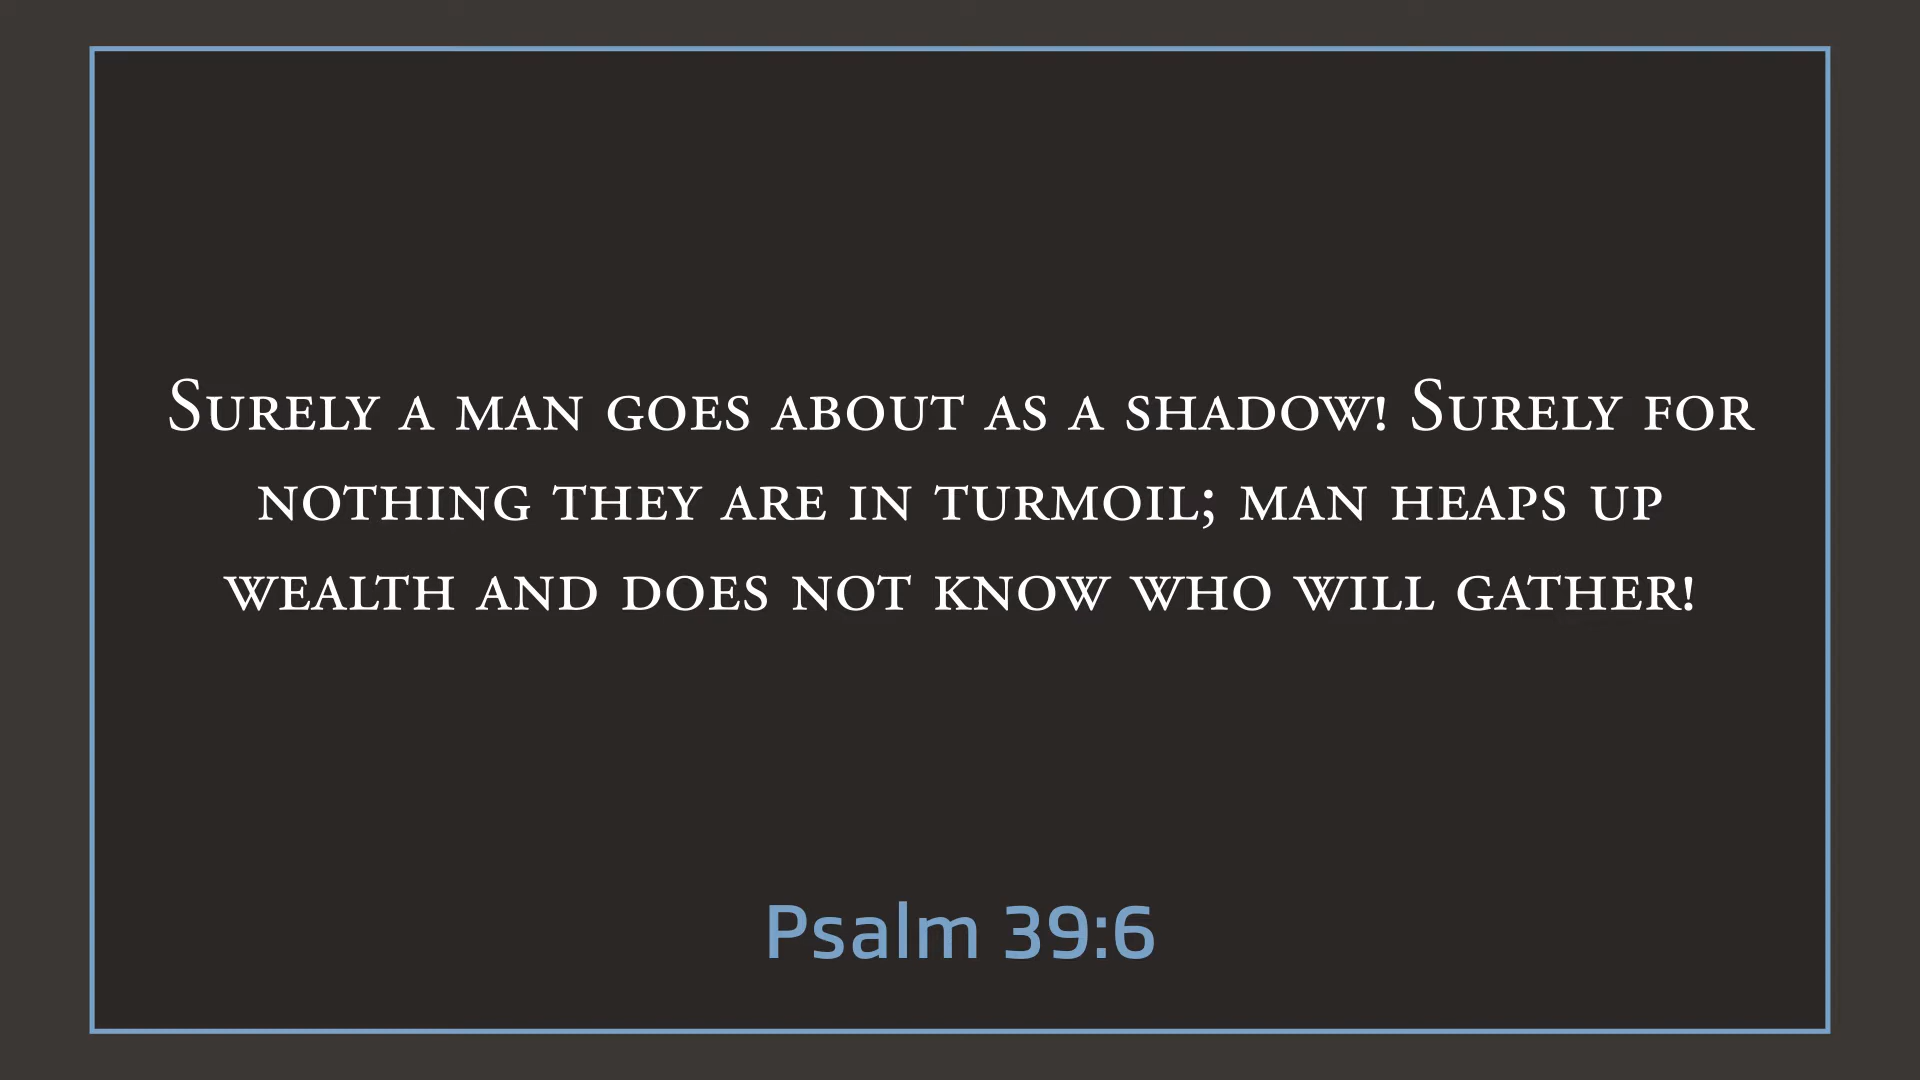 Surely a man goes about as a shadow! Surely for
nothing they are in turmoil; man heaps up
wealth and does not know who will gather!
Psalm 39:6